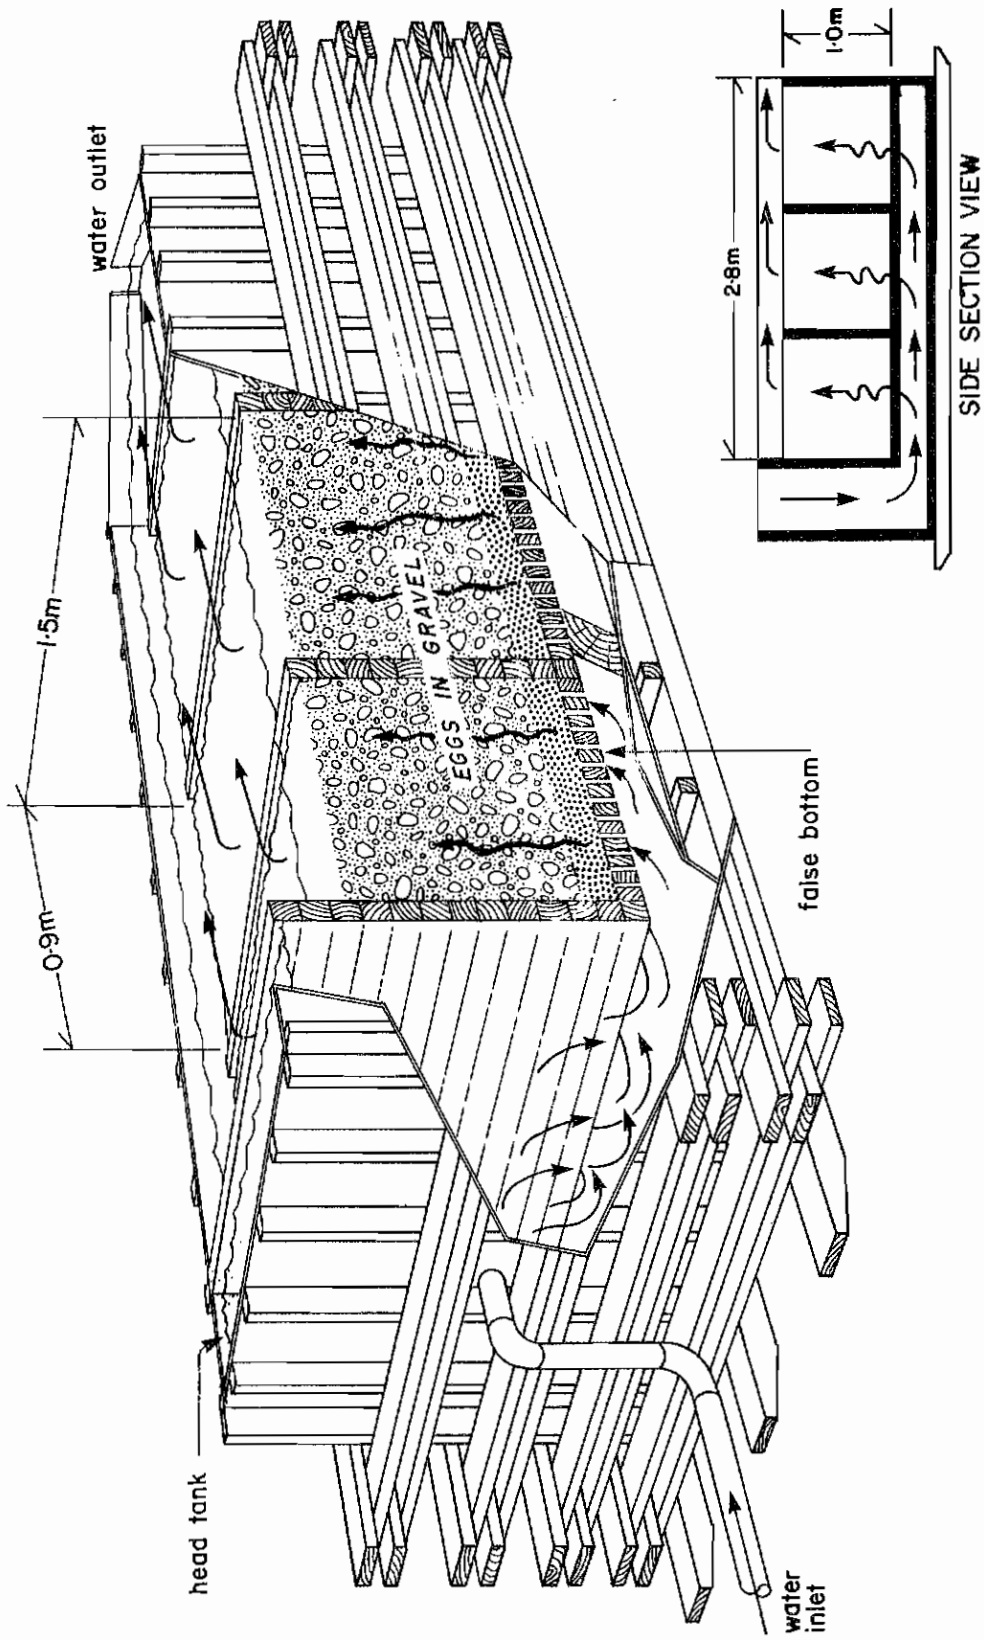 water outlet
1·5m
0·9m
head tank
EGGS IN GRAVEL
false bottom
water
inlet
2·8m
1·0m
SIDE SECTION VIEW